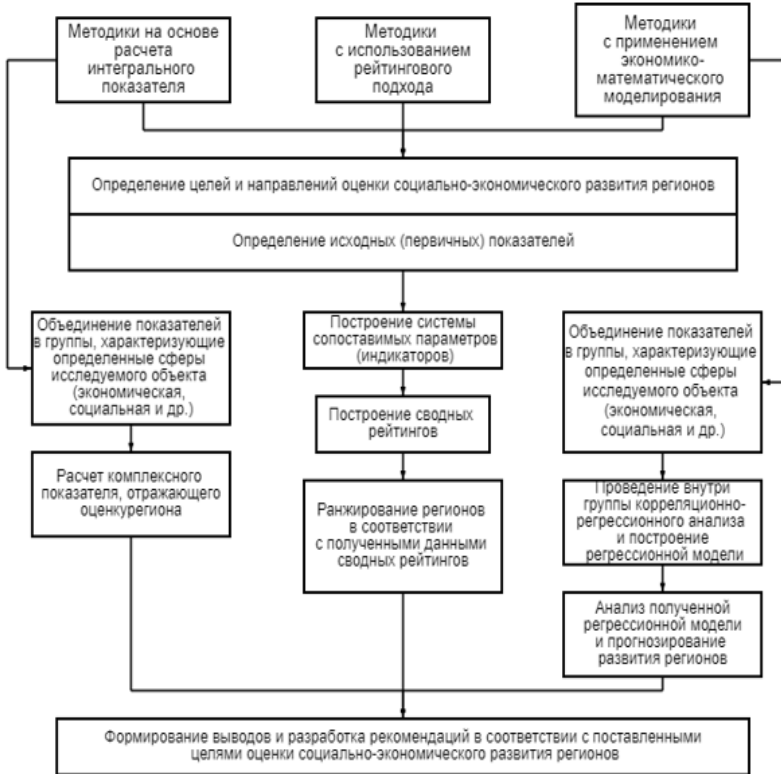 Методики на основе
расчета
интегрального
показателя
Методики
с использованием
рейтингового
подхода
Методики
с применением
экономико-
математического
моделирования
Определение целей и направлений оценки социально-экономического развития регионов
Определение исходных (первичных) показателей
Объединение показателей
в группы, характеризующие
определенные сферы
исследуемого объекта
(экономическая,
социальная и др.)
Построение системы
сопоставимых параметров
(индикаторов)
Объединение показателей
в группы, характеризующие
определенные сферы
исследуемого объекта
(экономическая,
социальная и др.)
Построение сводных
рейтингов
Расчет комплексного
показателя, отражающего
оценкурегиона
Ранжирование регионов
в соответствии
с полученными данными
сводных рейтингов
Проведение внутри
группы корреляционно-
регрессионного анализа
и построение
регрессионной модели
Анализ полученной
регрессионной модели
и прогнозирование
развития регионов
Формирование выводов и разработка рекомендаций в соответствии с поставленными
целями оценки социально-экономического развития регионов